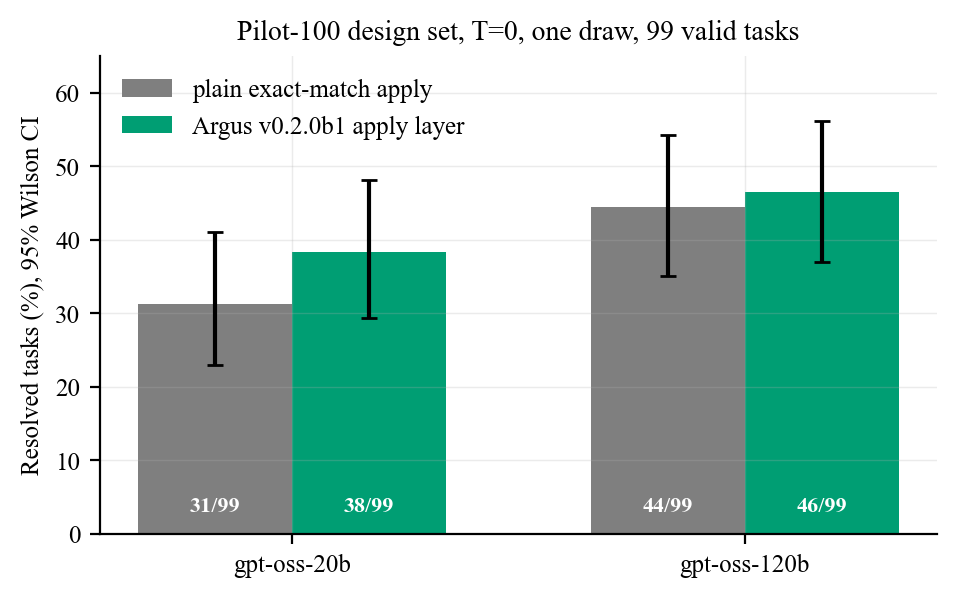 Pilot-100 design set, T=0, one draw, 99 valid tasks
plain exact-match apply
Argus v0.2.0b1 apply layer
Resolved tasks (%), 95% Wilson CI
60
50
40
30
20
10
0
31/99
38/99
44/99
46/99
gpt-oss-20b
gpt-oss-120b